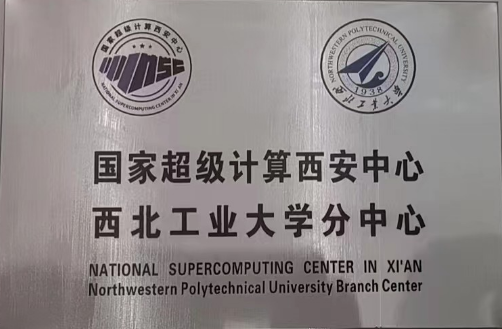 国家超级计算西安中心
NATIONAL SUPERCOMPUTING CENTER IN XI'AN
NORTHWESTERN POLYTECHNICAL UNIVERSITY
1938
西北工业大学
国家超级计算西安中心
西北工业大学分中心
NATIONAL SUPERCOMPUTING CENTER IN XI'AN
Northwestern Polytechnical University Branch Center